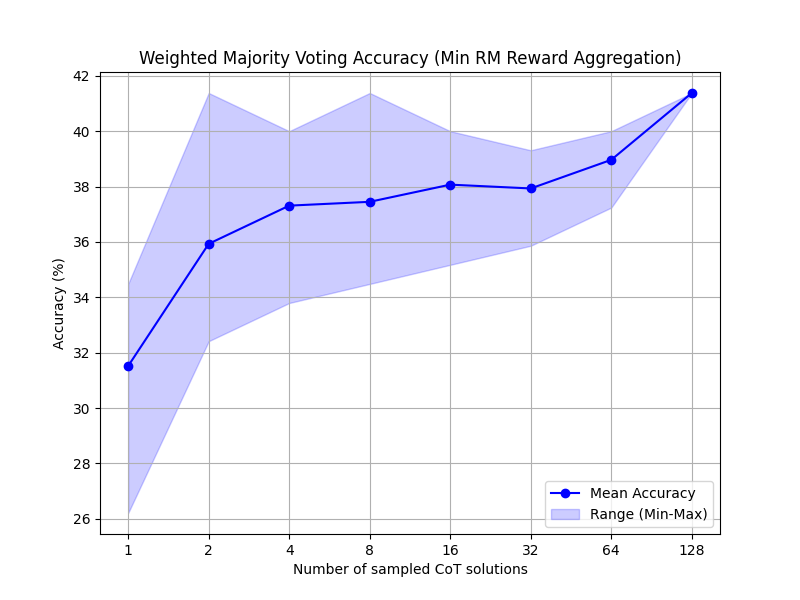 Weighted Majority Voting Accuracy (Min RM Reward Aggregation)
42
40
38
36
34
32
30
28
26
Accuracy (%)
Mean Accuracy
Range (Min-Max)
1 2 4 8 16 32 64 128
Number of sampled CoT solutions